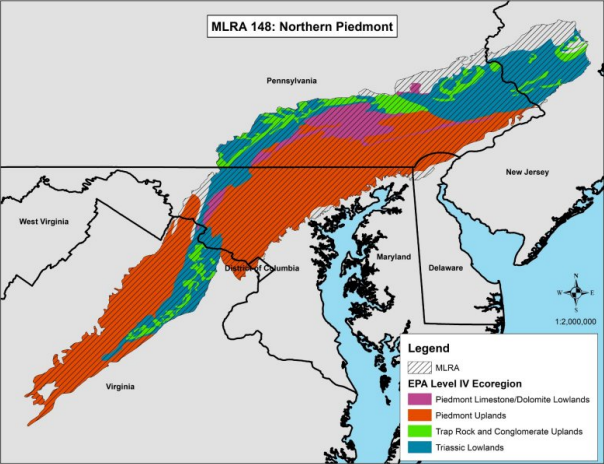 MLRA 148: Northern Piedmont
Pennsylvania
New Jersey
West Virginia
Maryland
District of Columbia
Delaware
Virginia
N
W E
S
1:2,000,000
Legend
MLRA
EPA Level IV Ecoregion
Piedmont Limestone/Dolomite Lowlands
Piedmont Uplands
Trap Rock and Conglomerate Uplands
Triassic Lowlands